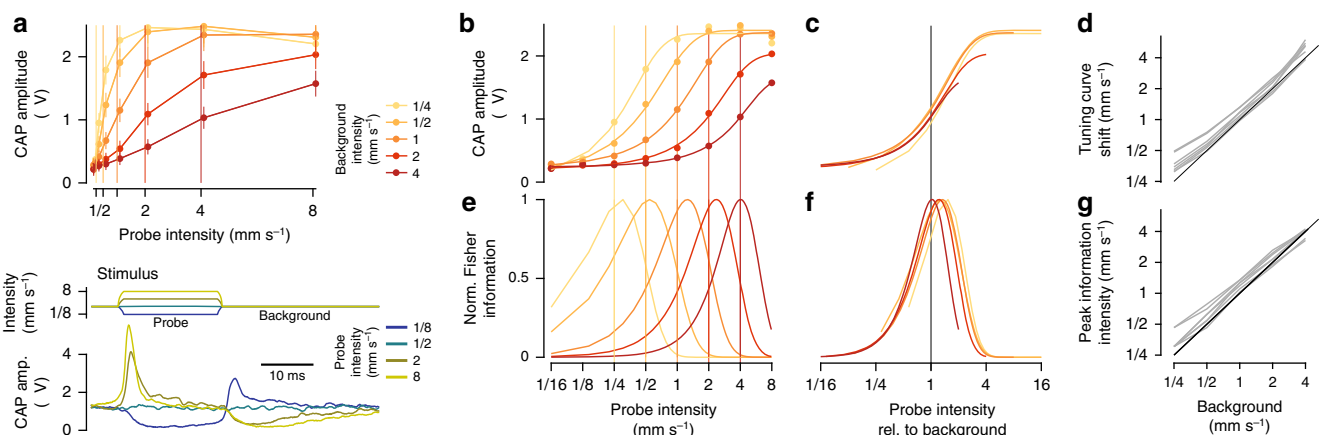 a
CAP amplitude
( V)
2
1
0
1/2
2
4
8
Probe intensity (mm s⁻¹)
Background
intensity
(mm s⁻¹)
1/4
1/2
1
2
4
Stimulus
Intensity
(mm s⁻¹)
8
1/8
Probe
Background
CAP amp.
( V)
4
2
0
10 ms
Probe
intensity
(mm s⁻¹)
1/8
1/2
2
8
b
CAP amplitude
( V)
2
1
0
c
d
Tuning curve
shift (mm s⁻¹)
4
2
1
1/2
1/4
e
Norm. Fisher
information
1
0.5
0
1/16 1/8 1/4 1/2 1 2 4 8
Probe intensity
(mm s⁻¹)
f
1/16 1/4 1 4 16
Probe intensity
rel. to background
g
Peak information
intensity (mm s⁻¹)
4
2
1
1/2
1/4
1/4 1/2 1 2 4
Background
(mm s⁻¹)